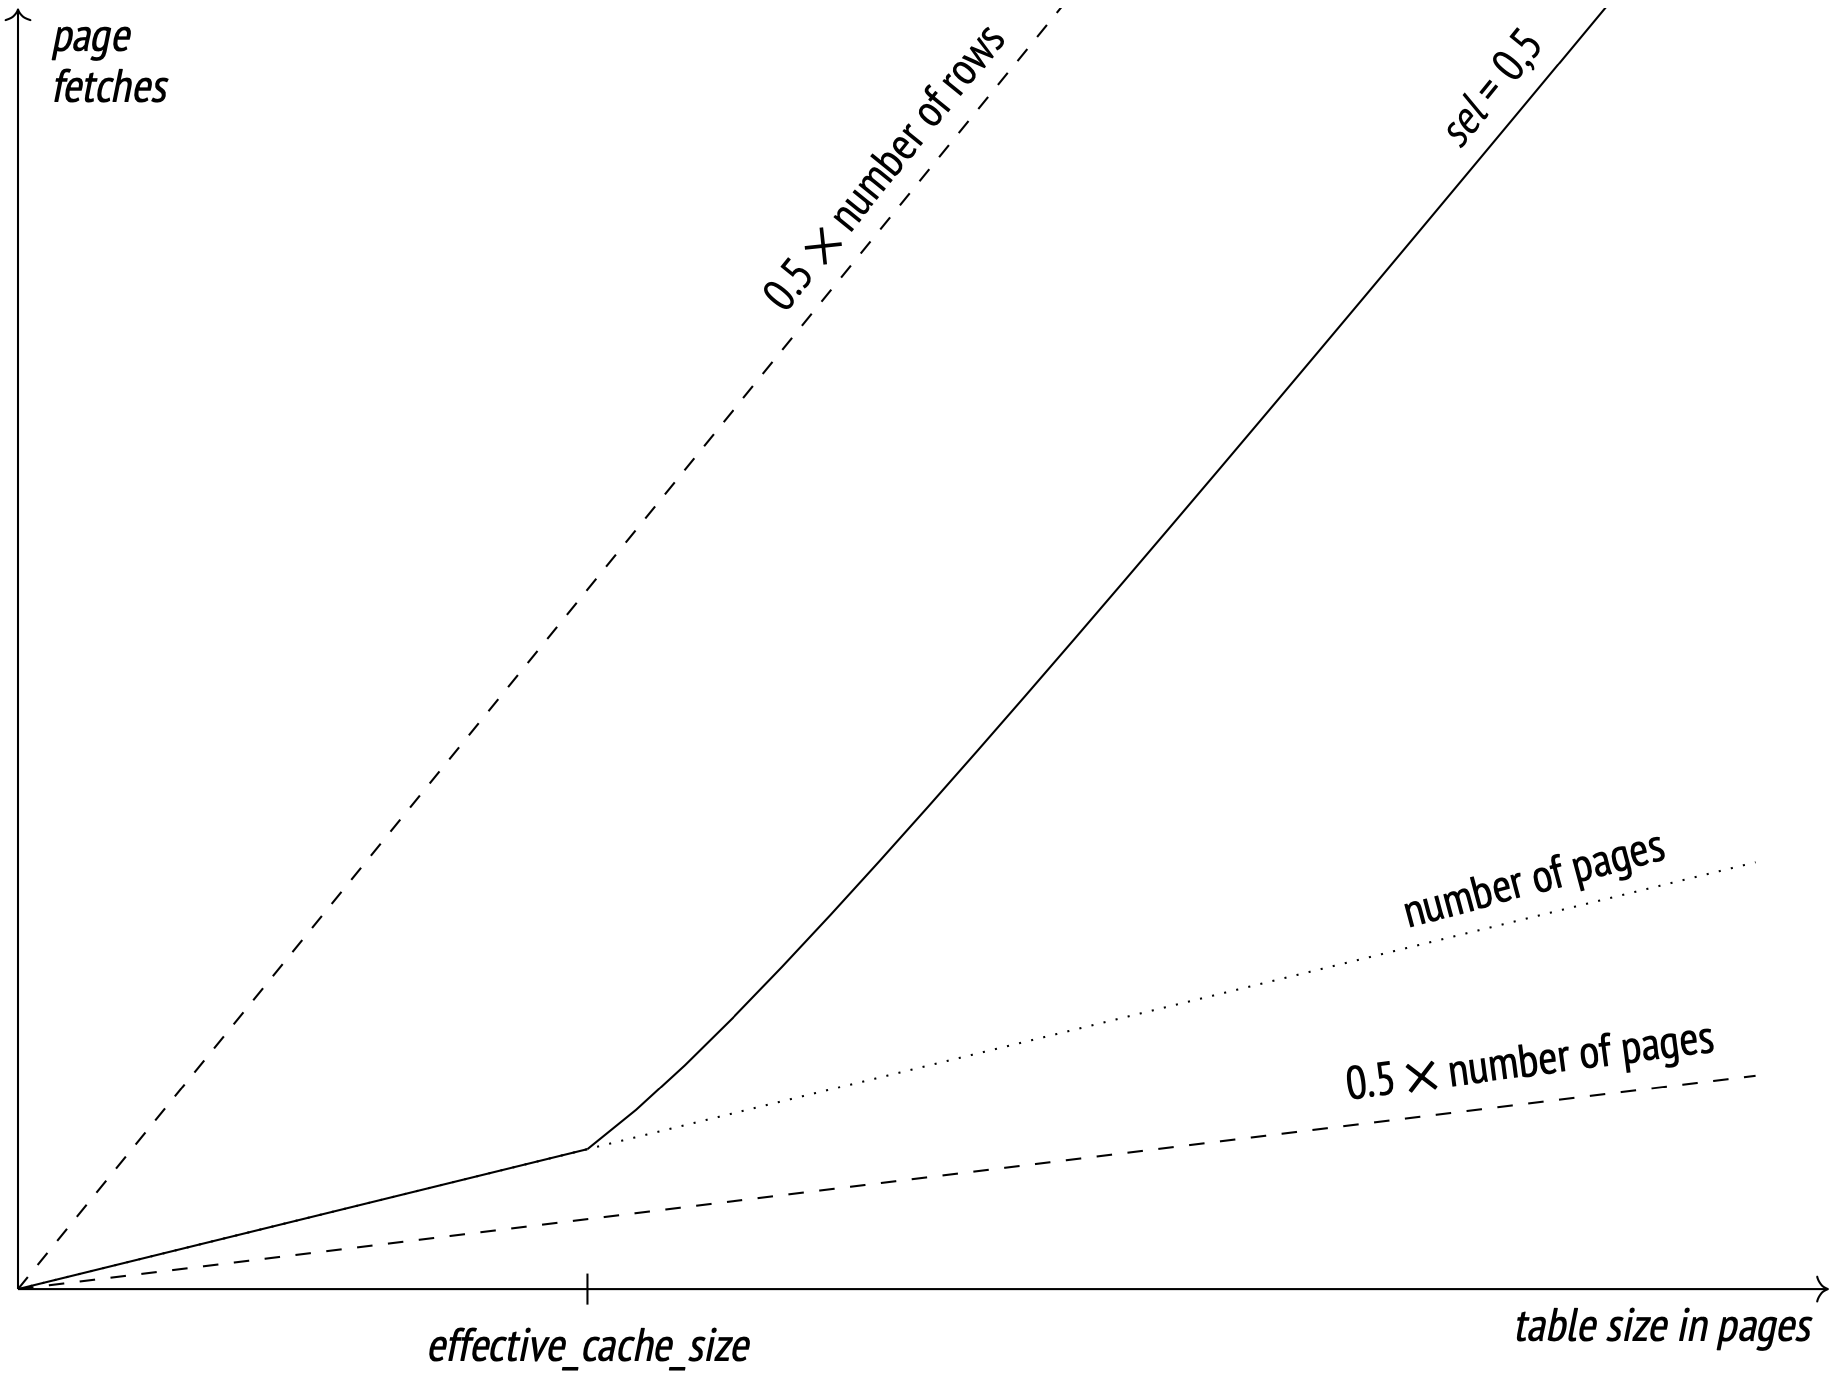 page
fetches
0.5 × number of rows
sel = 0,5
number of pages
0.5 × number of pages
effective_cache_size
table size in pages